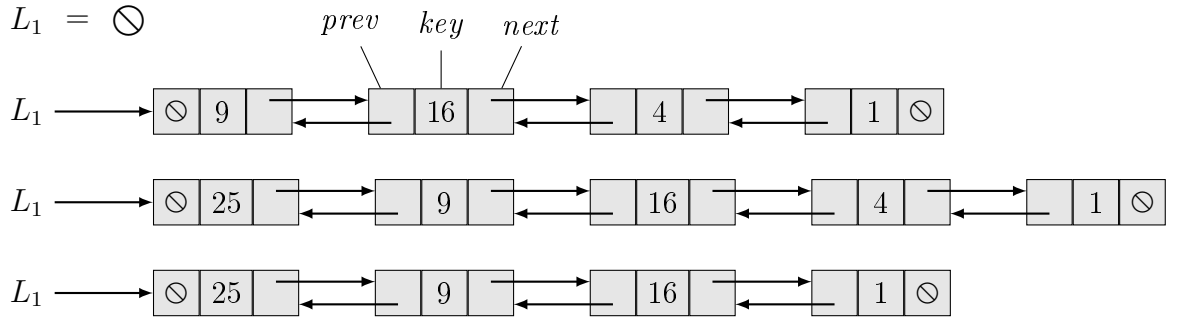 L₁ = ⃠
prev key next
L₁ 9 16 4 1
L₁ 25 9 16 4 1
L₁ 25 9 16 1